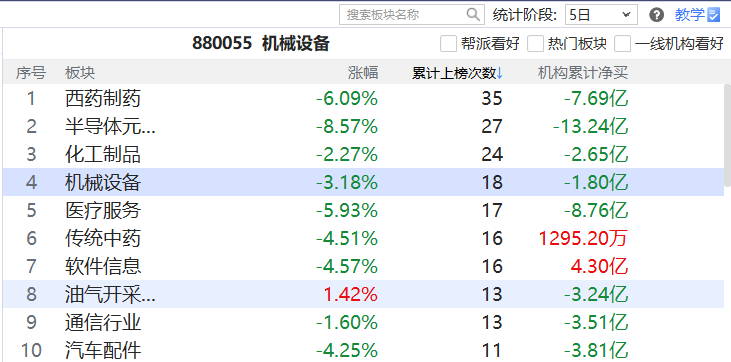 搜索板块名称 统计阶段: 5日 ? 教学
880055 机械设备 帮派看好 热门板块 一线机构看好
序号 板块 涨幅 累计上榜次数↓ 机构累计净买
1 西药制药 -6.09% 35 -7.69亿
2 半导体元... -8.57% 27 -13.24亿
3 化工制品 -2.27% 24 -2.65亿
4 机械设备 -3.18% 18 -1.80亿
5 医疗服务 -5.93% 17 -8.76亿
6 传统中药 -4.51% 16 1295.20万
7 软件信息 -4.57% 16 4.30亿
8 油气开采... 1.42% 13 -3.24亿
9 通信行业 -1.60% 13 -3.51亿
10 汽车配件 -4.25% 11 -3.81亿